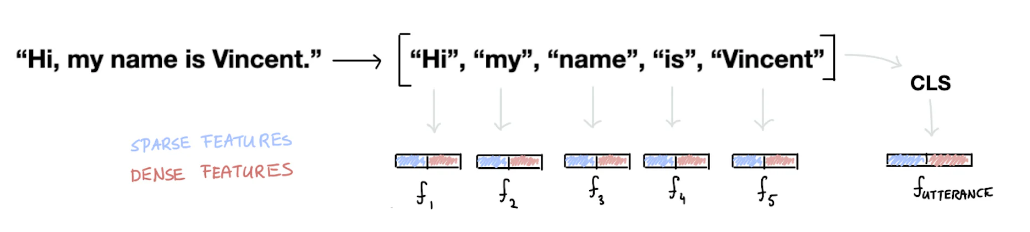 “Hi, my name is Vincent.” → [“Hi”, “my”, “name”, “is”, “Vincent”]
CLS
SPARSE FEATURES
DENSE FEATURES
f1 f2 f3 f4 f5 fUTTERANCE